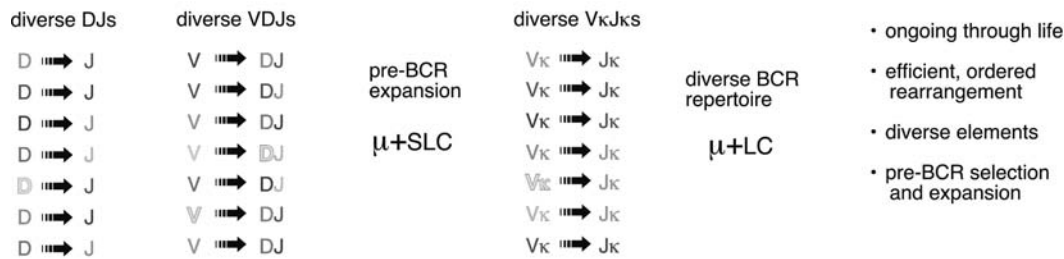 diverse DJs
D J
D J
D J
D J
D J
D J
D J
diverse VDJs
V DJ
V DJ
V DJ
V DJ
V DJ
V DJ
V DJ
pre-BCR
expansion
μ+SLC
diverse VκJκs
Vκ Jκ
Vκ Jκ
Vκ Jκ
Vκ Jκ
Vκ Jκ
Vκ Jκ
Vκ Jκ
diverse BCR
repertoire
μ+LC
• ongoing through life
• efficient, ordered
rearrangement
• diverse elements
• pre-BCR selection
and expansion